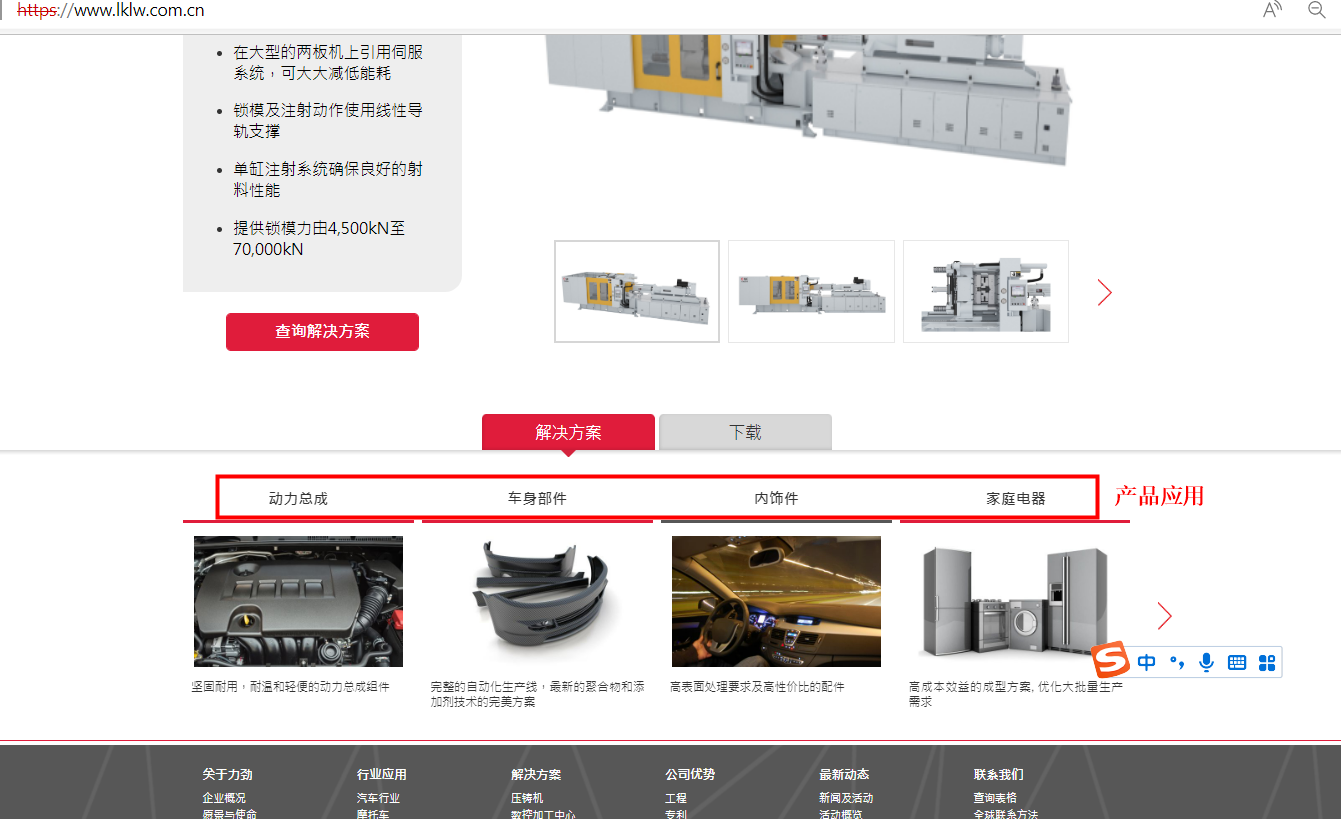 https://www.lklw.com.cn
在大型的两板机上引用伺服
系统，可大大减低能耗
锁模及注射动作使用线性导
轨支撑
单缸注射系统确保良好的射
料性能
提供锁模力由4,500kN至
70,000kN
查询解决方案
解决方案
下载
动力总成
车身部件
内饰件
家庭电器
产品应用
中
坚固耐用，耐温和轻便的动力总成组件
完整的自动化生产线，最新的聚合物和添
加剂技术的完美方案
高表面处理要求及高性价比的配件
高成本效益的成型方案, 优化大批量生产
需求
关于力劲
行业应用
解决方案
公司优势
最新动态
联系我们
企业概况
汽车行业
压铸机
工程
新闻及活动
查询表格
愿景与使命
摩托车
数控加工中心
专利
活动概览
全球联系方法